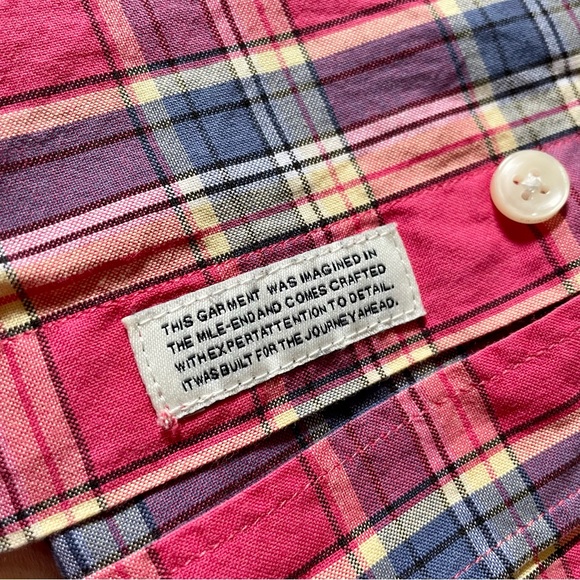 THIS GARMENT WAS IMAGINED IN
THE MILE-END AND COMES CRAFTED
WITH EXPERT ATTENTION TO DETAIL.
IT WAS BUILT FOR THE JOURNEY AHEAD.